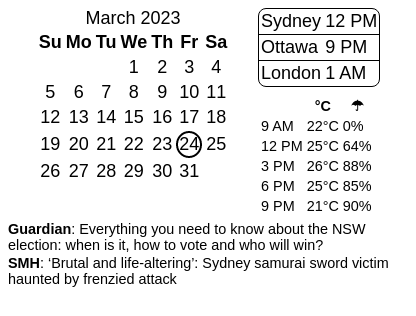 March 2023
Su Mo Tu We Th Fr Sa
1 2 3 4
5 6 7 8 9 10 11
12 13 14 15 16 17 18
19 20 21 22 23 24 25
26 27 28 29 30 31
Sydney 12 PM
Ottawa 9 PM
London 1 AM
°C ☂
9 AM 22°C 0%
12 PM 25°C 64%
3 PM 26°C 88%
6 PM 25°C 85%
9 PM 21°C 90%
Guardian: Everything you need to know about the NSW
election: when is it, how to vote and who will win?
SMH: ‘Brutal and life-altering’: Sydney samurai sword victim
haunted by frenzied attack